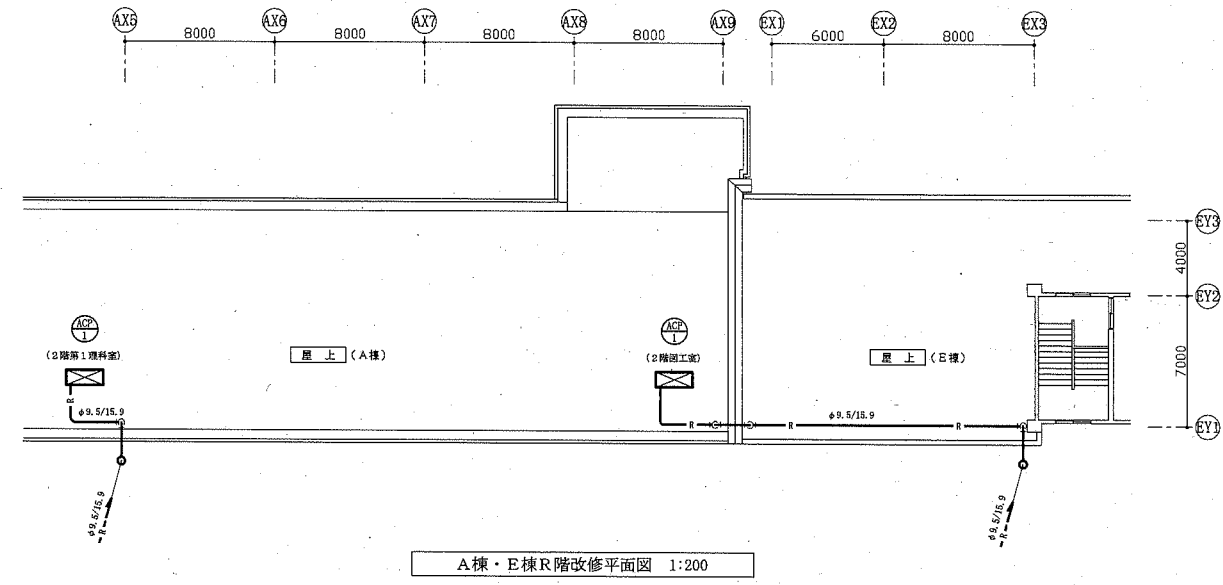 AX5 AX6 AX7 AX8 AX9 EX1 EX2 EX3
8000 8000 8000 8000 6000 8000
EY3
4000
EY2
7000
EY1
ACP
1
(2階第1理科室)
屋 上 (A棟)
ACP
1
(2階図工室)
屋 上 (E棟)
R
φ9.5/15.9
R R φ9.5/15.9 R
φ9.5/15.9
R
φ9.5/15.9
R
A棟・E棟R階改修平面図 1:200